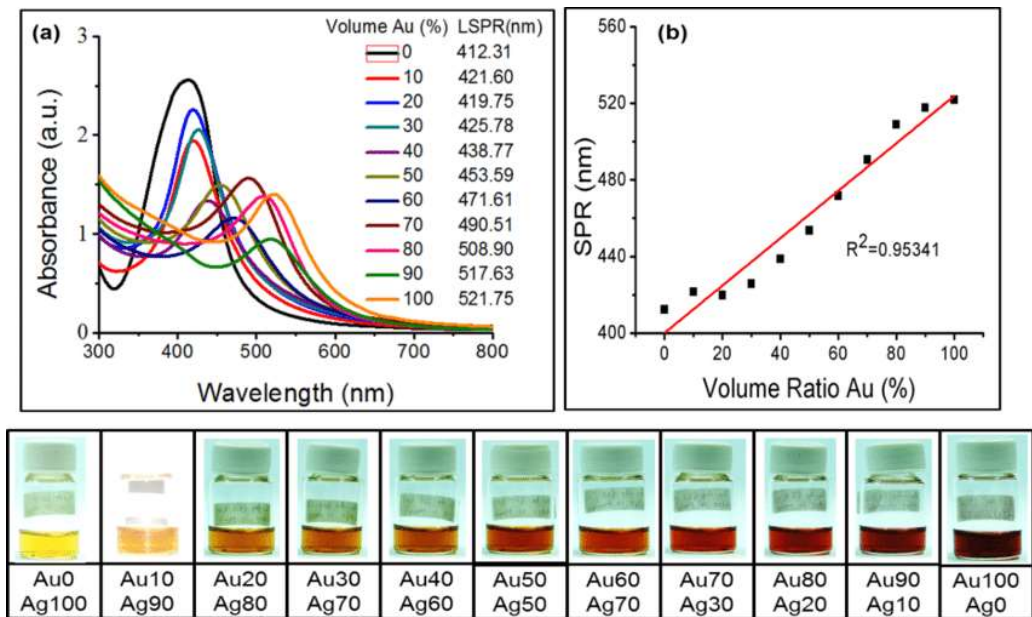 (a)
Volume Au (%) LSPR(nm)
0 412.31
10 421.60
20 419.75
30 425.78
40 438.77
50 453.59
60 471.61
70 490.51
80 508.90
90 517.63
100 521.75
3
2
1
0
Absorbance (a.u.)
300 400 500 600 700 800
Wavelength (nm)
(b)
520
480
440
400
SPR (nm)
R²=0.95341
0 20 40 60 80 100
Volume Ratio Au (%)
Au0 Au10 Au20 Au30 Au40 Au50 Au60 Au70 Au80 Au90 Au100
Ag100 Ag90 Ag80 Ag70 Ag60 Ag50 Ag70 Ag30 Ag20 Ag10 Ag0